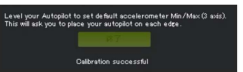 Level your Autopilot to set default accelerometer Min/Max (3 axis).
This will ask you to place your autopilot on each edge.
Calibration successful